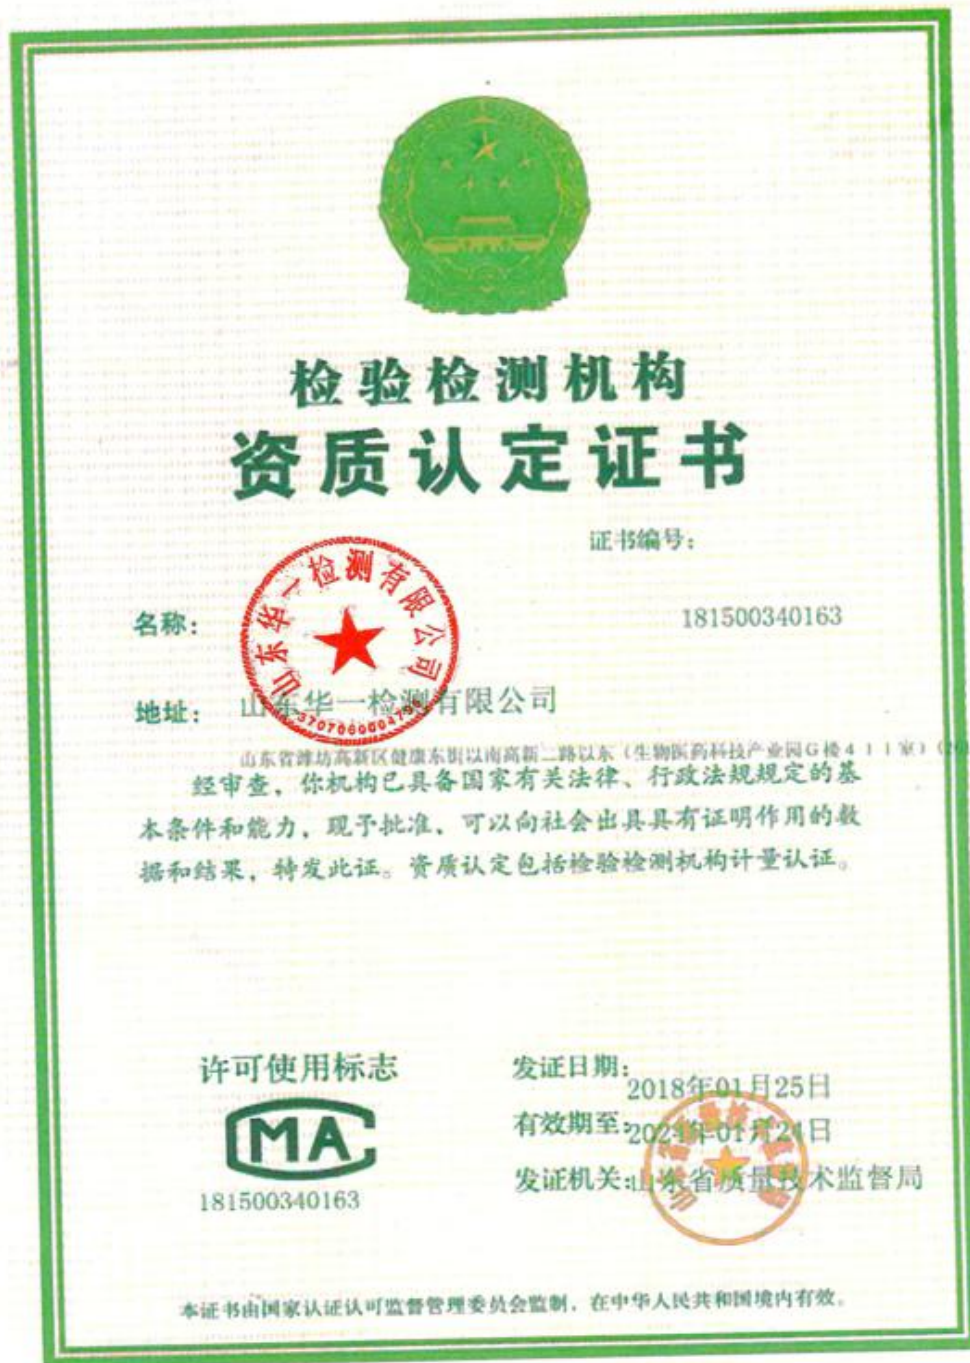 检验检测机构
资质认定证书
证书编号：
181500340163
名称：
山东华一检测有限公司
地址：
山东华一检测有限公司
山东省潍坊高新区健康东街以南高新二路以东（生物医药科技产业园G楼411室）
经审查，你机构已具备国家有关法律、行政法规规定的基
本条件和能力，现予批准，可以向社会出具具有证明作用的数
据和结果，特发此证。资质认定包括检验检测机构计量认证。
许可使用标志
MA
181500340163
发证日期：
2018年01月25日
有效期至：
2024年01月24日
发证机关：山东省质量技术监督局
本证书由国家认证认可监督管理委员会监制，在中华人民共和国境内有效。